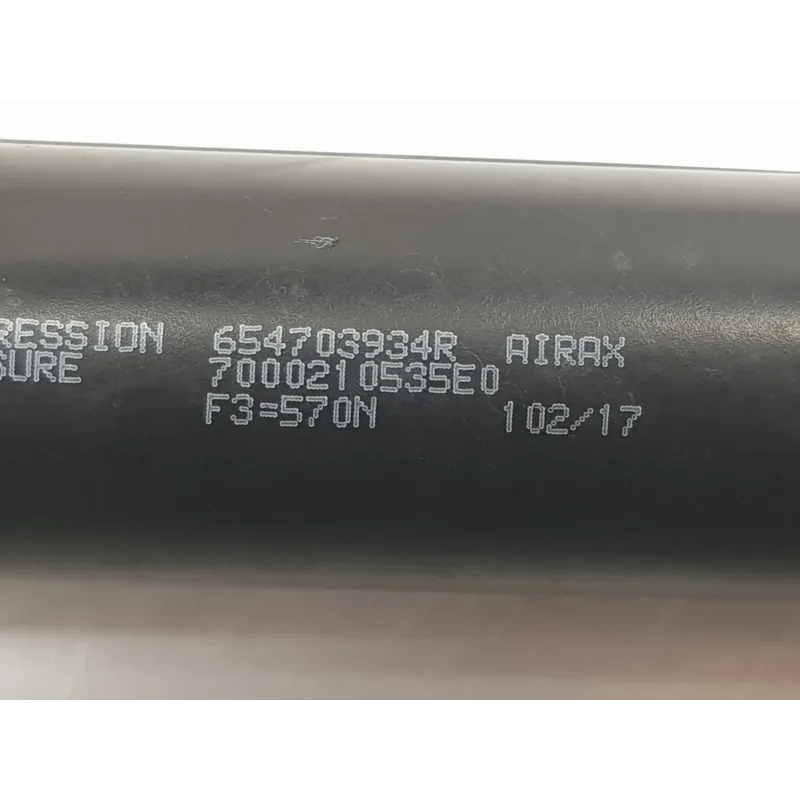 RESSION 654703934R AIRAX
SURE 7000210535E0
F3=570N 102/17